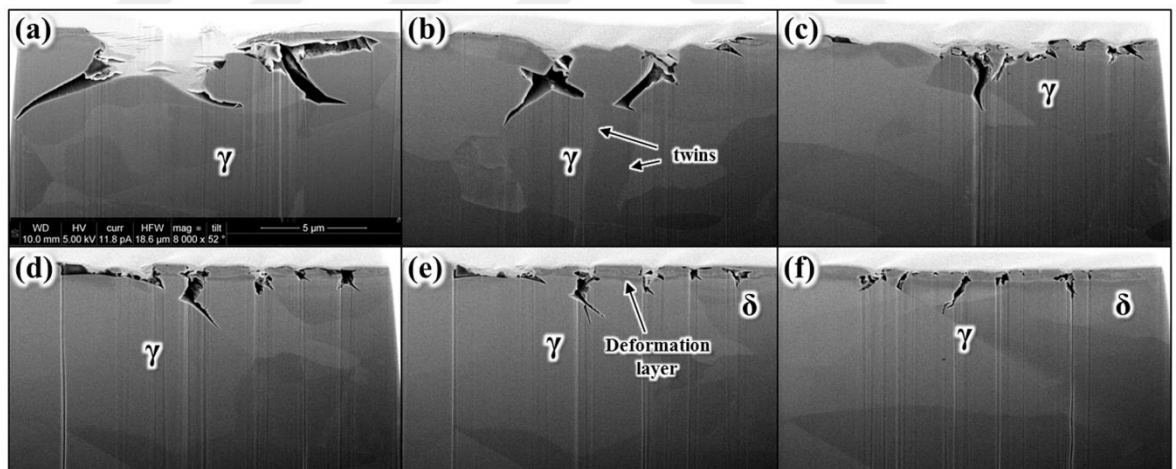 (a)
γ
WD HV curr HFW mag tilt
10.0 mm 5.00 kV 11.8 pA 18.6 µm 8 000 x 52 °
5 µm
(b)
twins
γ
(c)
γ
(d)
γ
(e)
γ
Deformation
layer
δ
(f)
γ
δ